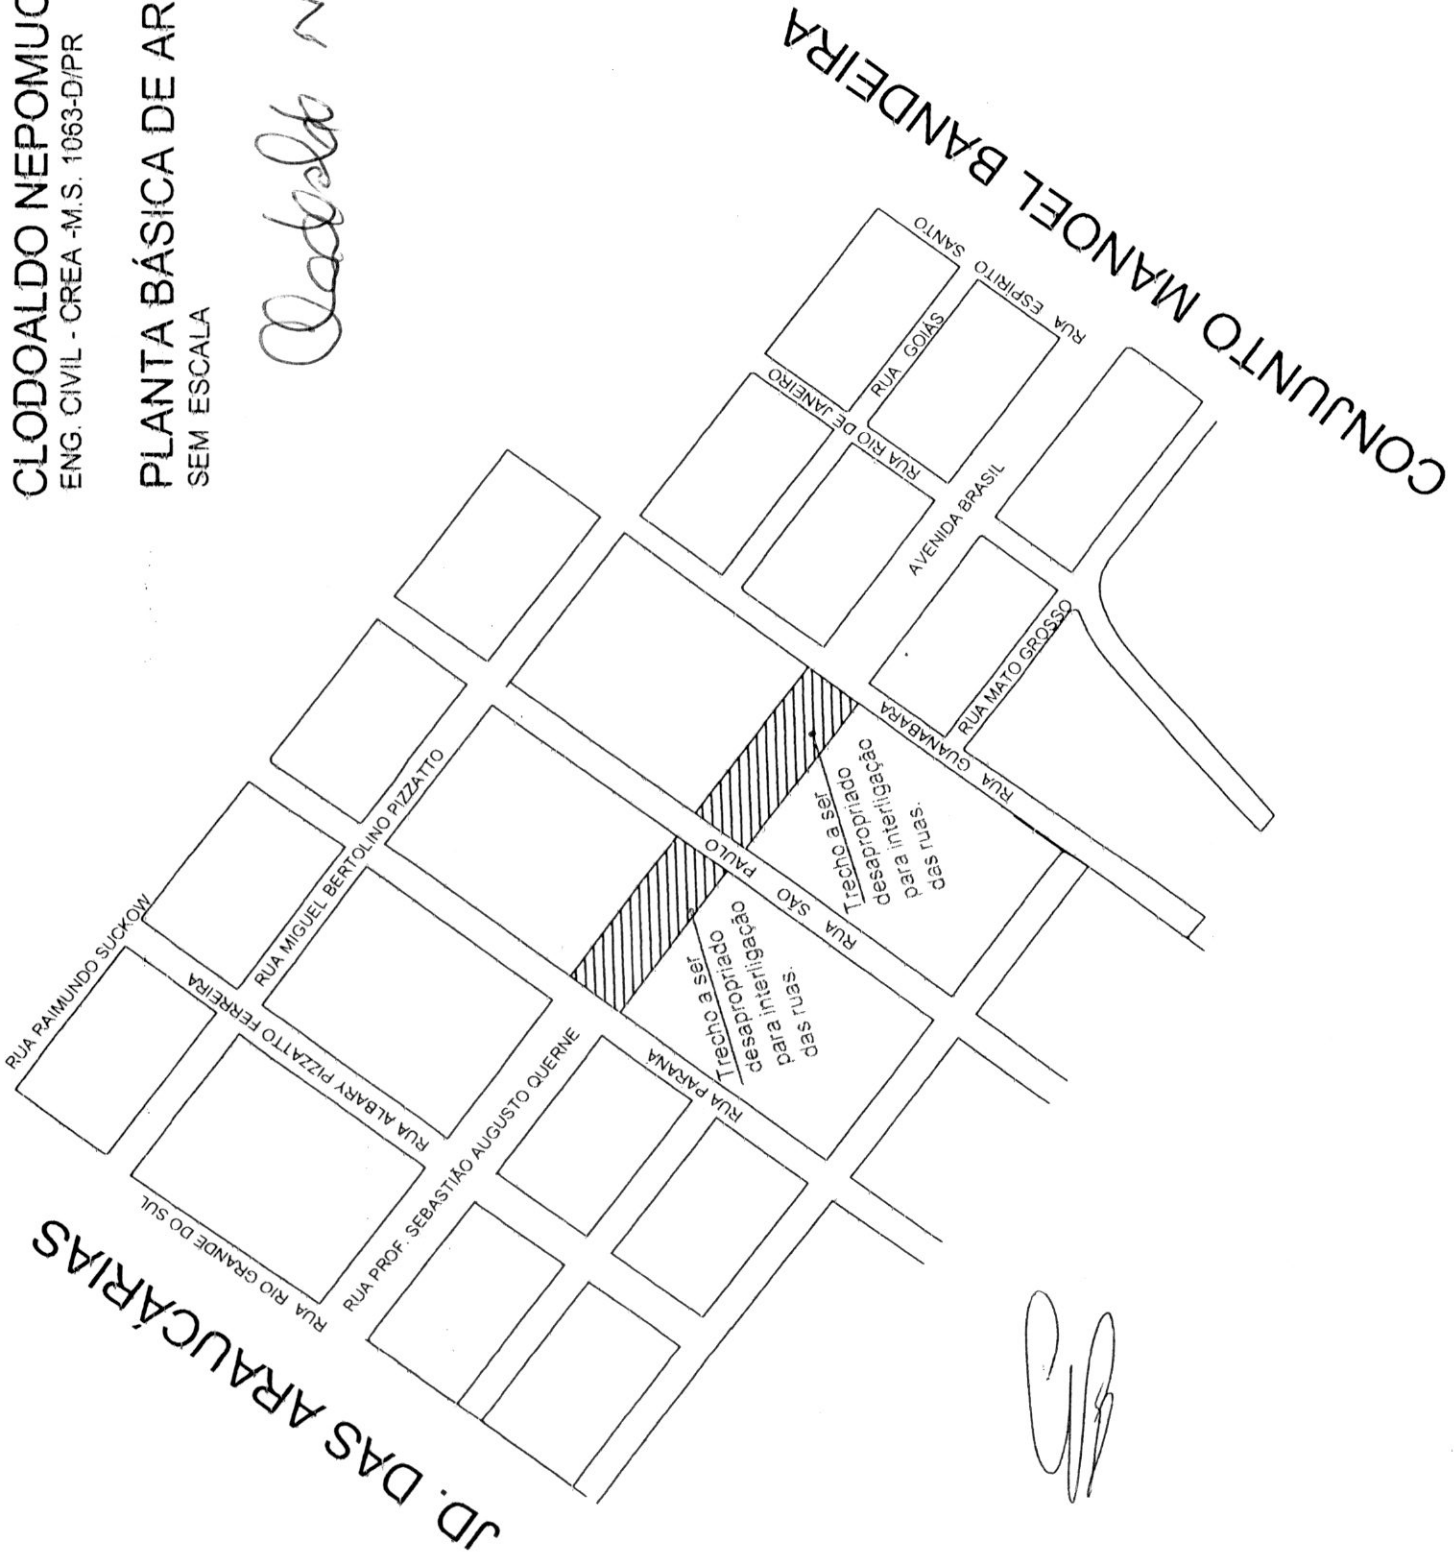 CLODOALDO NEPOMUC
ENG. CIVIL - CREA -M.S. 1063-D/PR
PLANTA BÁSICA DE AR
SEM ESCALA
CONJUNTO MANOEL BANDEIRA
RUA ESPÍRITO SANTO
RUA GOIÁS
RUA RIO DE JANEIRO
AVENIDA BRASIL
RUA MATO GROSSO
RUA GUANABARA
Trecho a ser
desapropriado
para interligação
das ruas.
RUA SÃO PAULO
Trecho a ser
desapropriado
para interligação
das ruas.
RUA PARANÁ
RUA MIGUEL BERTOLINO PIZZATTO
RUA RAIMUNDO SUCKOW
RUA ALBARY PIZZATTO FERREIRA
RUA PROF. SEBASTIÃO AUGUSTO QUERNE
RUA RIO GRANDE DO SUL
JD. DAS ARAUCÁRIAS